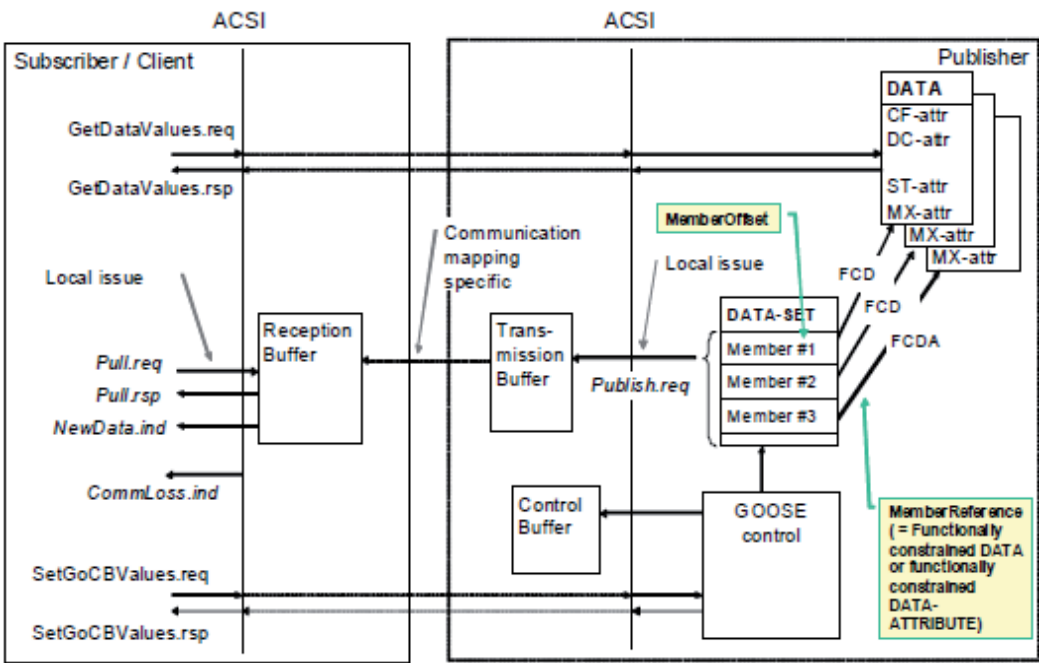 ACSI
ACSI
Subscriber / Client
Publisher
DATA
CF-attr
DC-attr
ST-attr
MX-attr
MX-attr
MX-attr
GetDataValues.req
GetDataValues.rsp
MemberOffset
Communication
mapping
specific
Local issue
Local issue
FCD
FCD
FCDA
DATA-SET
Member #1
Member #2
Member #3
Reception
Buffer
Trans-
mission
Buffer
Publish.req
Pull.req
Pull.rsp
NewData.ind
CommLoss.ind
Control
Buffer
GOOSE
control
MemberReference
( = Functionally
constrained DATA
or functionally
constrained
DATA-
ATTRIBUTE)
SetGoCBValues.req
SetGoCBValues.rsp